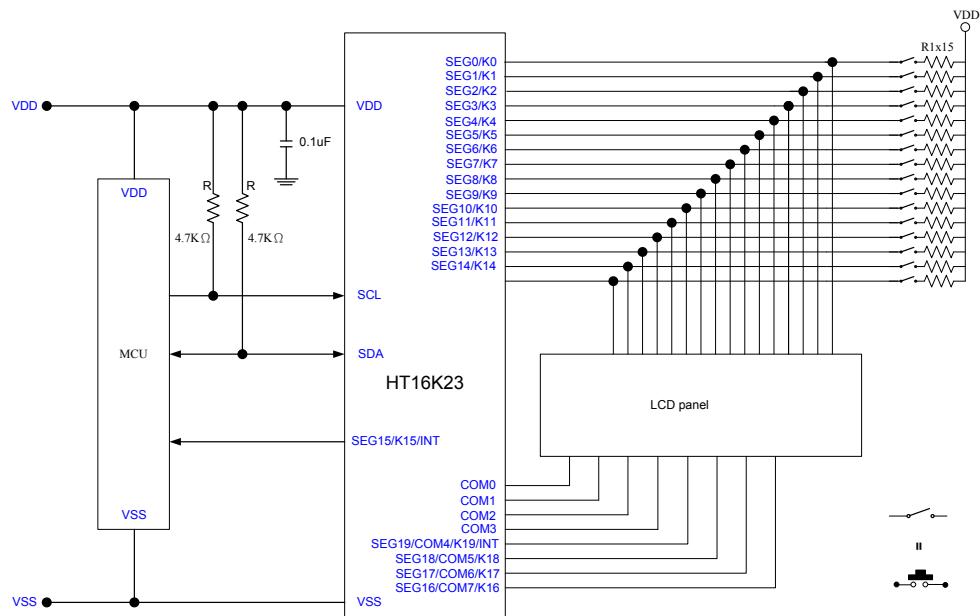 VDD
R1x15
SEG0/K0
SEG1/K1
SEG2/K2
SEG3/K3
SEG4/K4
SEG5/K5
SEG6/K6
SEG7/K7
SEG8/K8
SEG9/K9
SEG10/K10
SEG11/K11
SEG12/K12
SEG13/K13
SEG14/K14
VDD
VDD
0.1uF
VDD
R
R
4.7KΩ
4.7KΩ
SCL
MCU
SDA
HT16K23
LCD panel
SEG15/K15/INT
COM0
COM1
COM2
COM3
SEG19/COM4/K19/INT
SEG18/COM5/K18
SEG17/COM6/K17
SEG16/COM7/K16
VSS
VSS
VSS
=